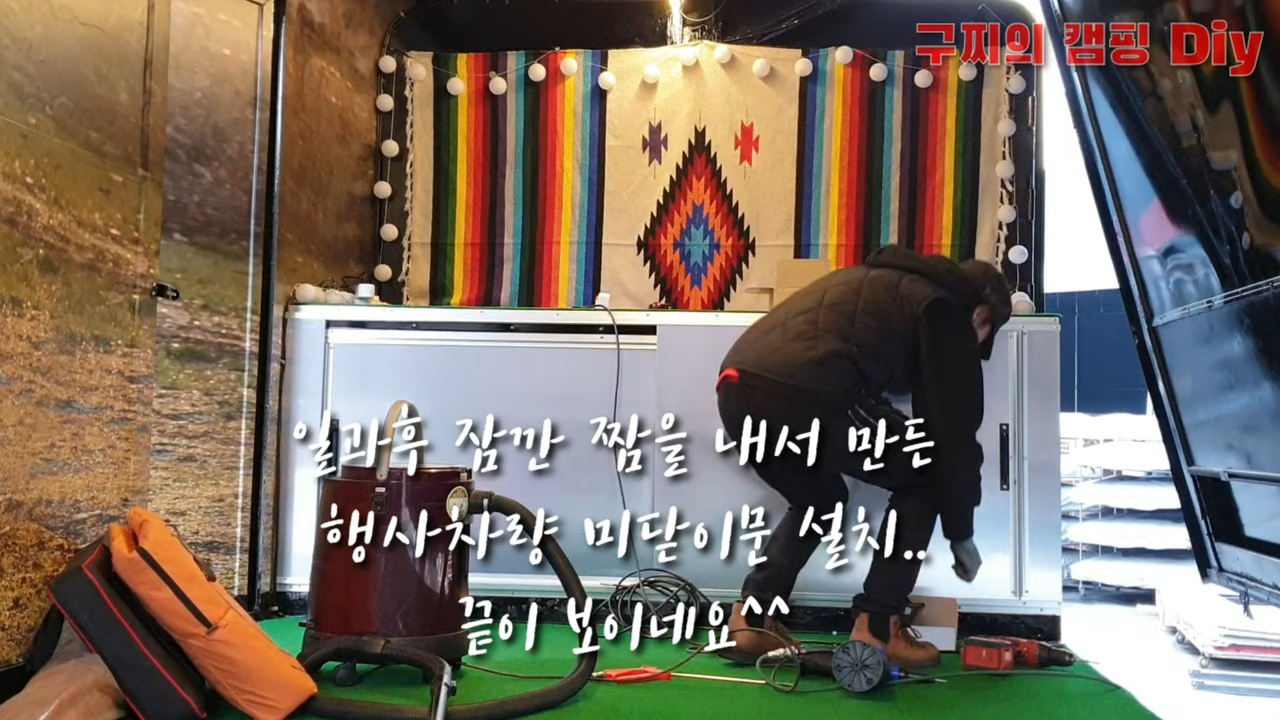 구찌의 캠핑 Diy
일과후 잠깐 짬을 내서 만든
행사차량 미닫이문 설치..
끝이 보이네요^^